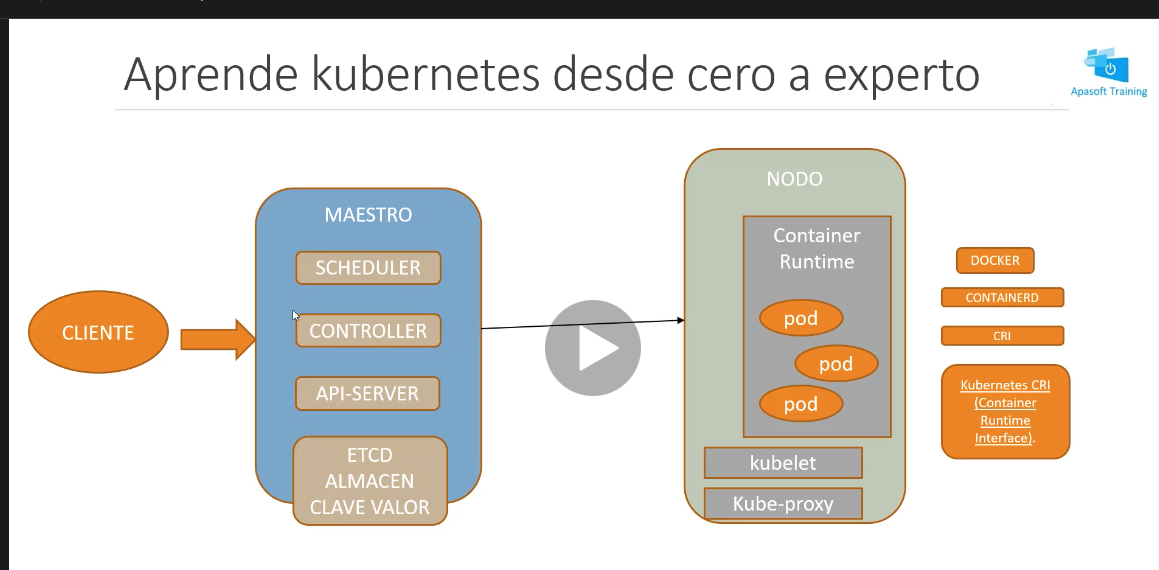 Aprende kubernetes desde cero a experto
Apasoft Training
CLIENTE
MAESTRO
SCHEDULER
CONTROLLER
API-SERVER
ETCD
ALMACEN
CLAVE VALOR
NODO
Container
Runtime
pod
pod
pod
kubelet
Kube-proxy
DOCKER
CONTAINERD
CRI
Kubernetes CRI
(Container
Runtime
Interface).